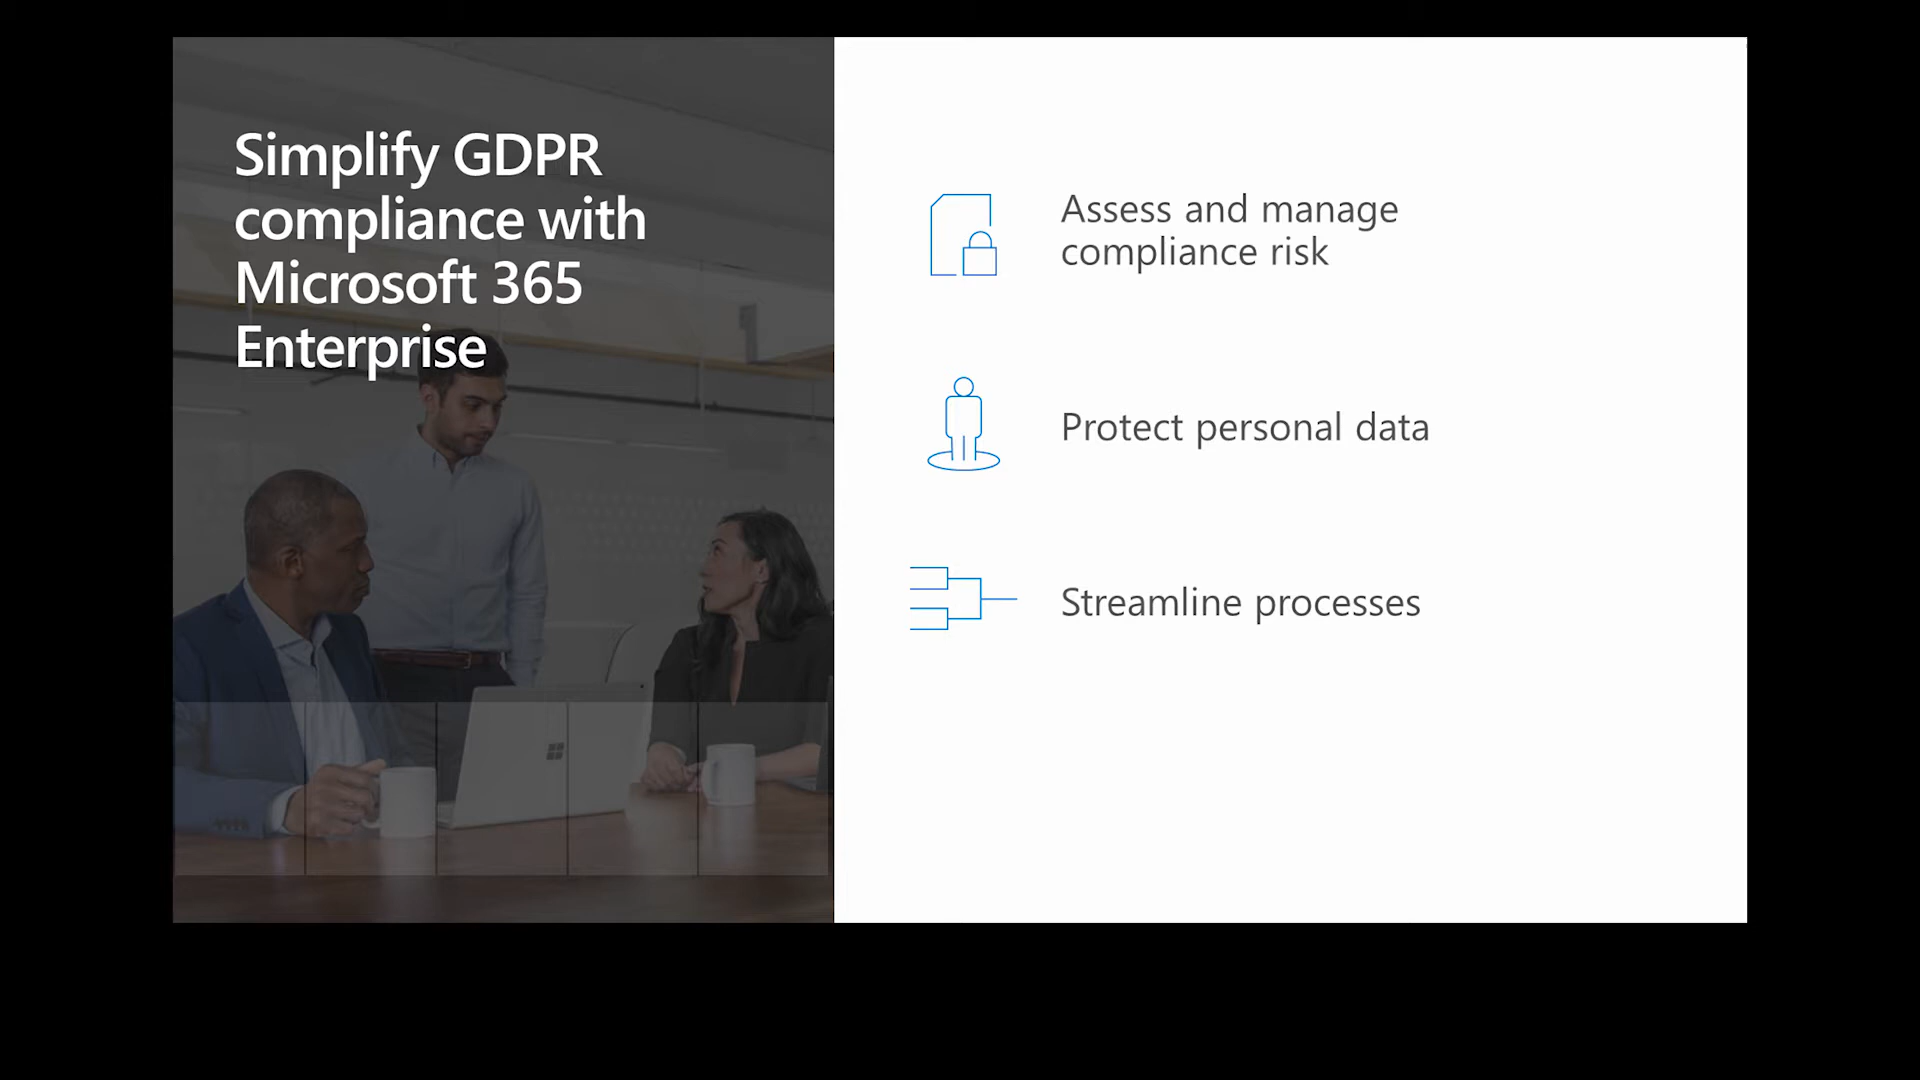 Simplify GDPR
compliance with
Microsoft 365
Enterprise
Assess and manage
compliance risk
Protect personal data
Streamline processes